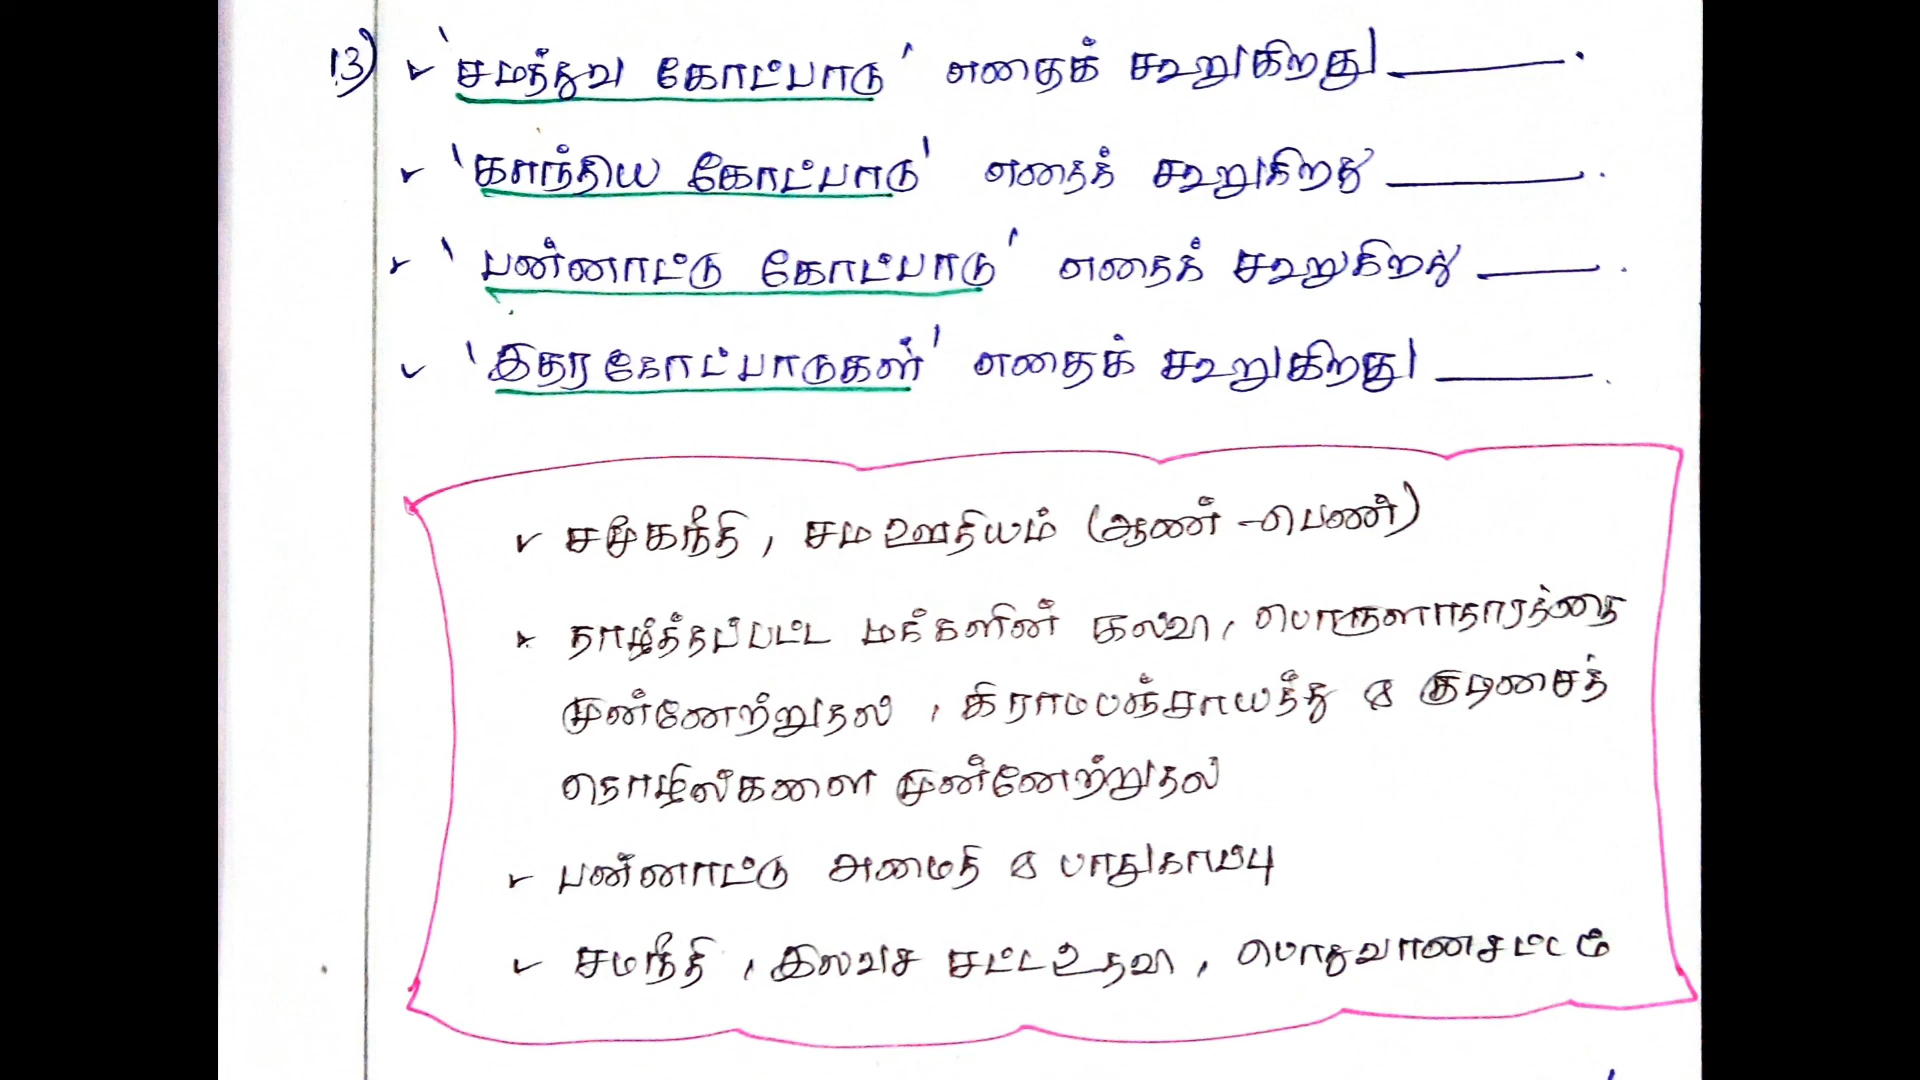 13) ✓ 'சமத்துவ கோட்பாடு' எதைக் கூறுகிறது ______.
✓ 'காந்திய கோட்பாடு' எதைக் கூறுகிறது ______.
✓ 'பன்னாட்டு கோட்பாடு' எதைக் கூறுகிறது ______.
✓ 'இதர கோட்பாடுகள்' எதைக் கூறுகிறது ______.
✓ சமூகநீதி, சம ஊதியம் (ஆண் - பெண்)
✓ தாழ்த்தப்பட்ட மக்களின் கல்வி, பொருளாதாரத்தை
முன்னேற்றுதல், கிராமபஞ்சாயத்து & குடிசைத்
தொழில்களை முன்னேற்றுதல்
✓ பன்னாட்டு அமைதி & பாதுகாப்பு
✓ சமநீதி, இலவச சட்ட உதவி, பொதுவான சட்டம்